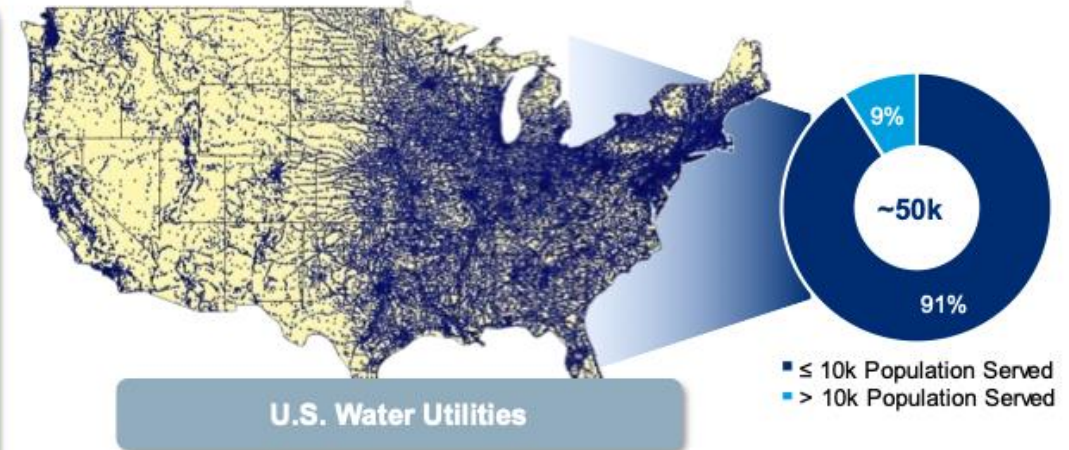 9%
~50k
91%
≤ 10k Population Served
> 10k Population Served
U.S. Water Utilities